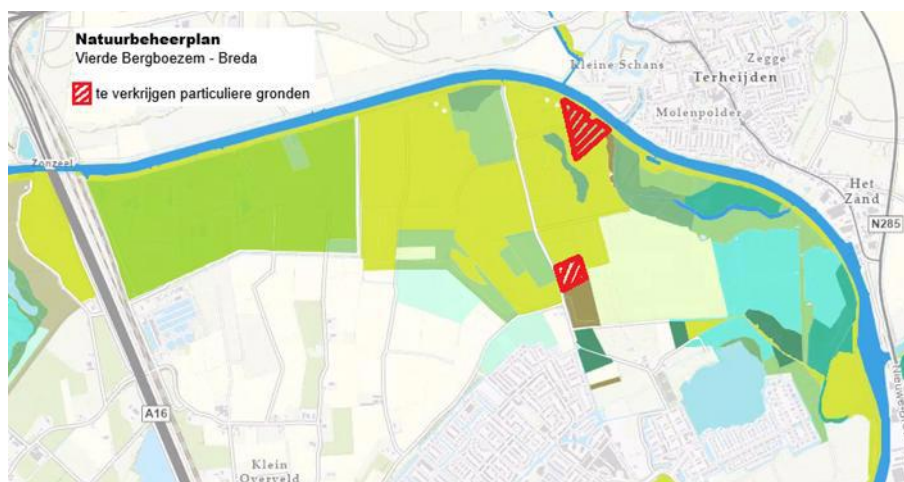 Natuurbeheerplan
Vierde Bergboezem - Breda
te verkrijgen particuliere gronden
Kleine Schans
Zegge
Terheijden
Molenpolder
Zonzeel
Het
Zand
N285
A16
Klein
Overveld